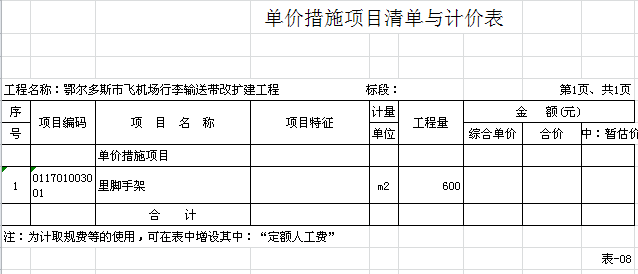 单价措施项目清单与计价表
工程名称：鄂尔多斯市飞机场行李输送带改扩建工程 标段： 第1页、共1页
序号 项目编码 项 目 名 称 项目特征 计量单位 工程量 金 额(元)
综合单价 合价 中：暂估价
单价措施项目
1 011701003001 里脚手架 m2 600
合 计
注：为计取规费等的使用，可在表中增设其中：“定额人工费”
表-08